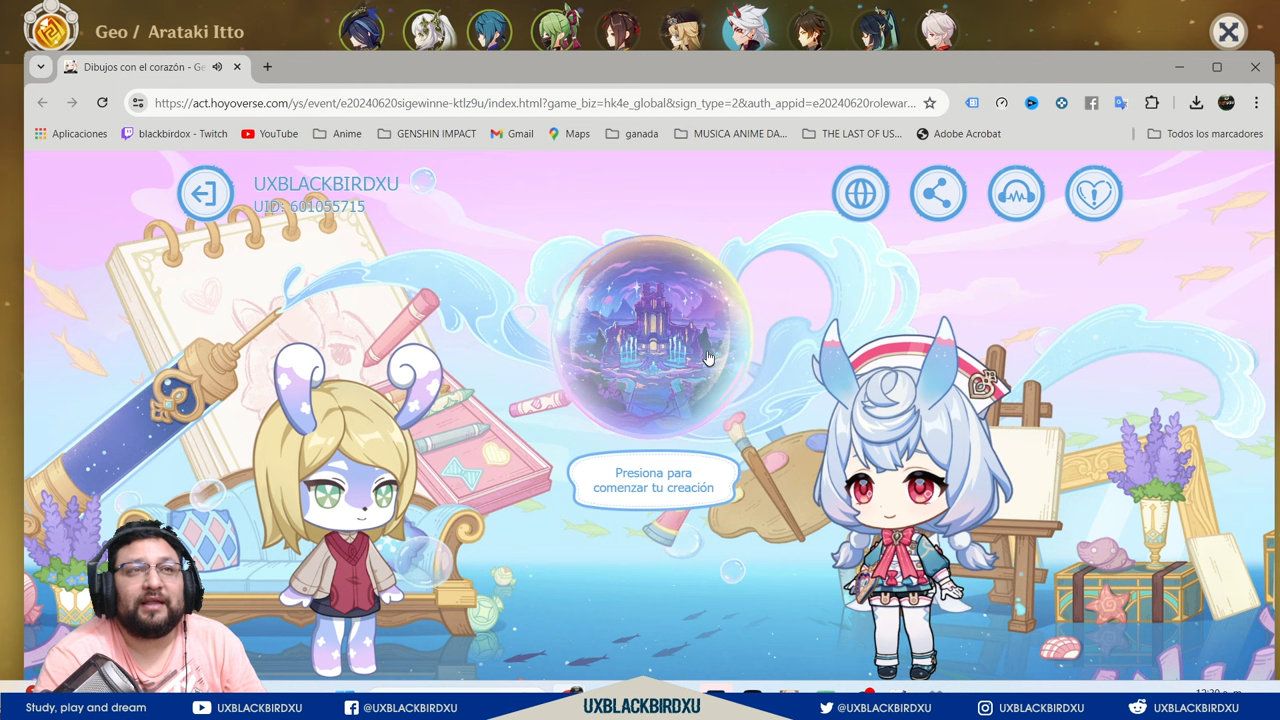 Geo / Arataki Itto
Dibujos con el corazón - Ge
https://act.hoyoverse.com/ys/event/e20240620sigewinne-ktlz9u/index.html?game_biz=hk4e_global&sign_type=2&auth_appid=e20240620rolewar...
Aplicaciones
blackbirdox - Twitch
YouTube
Anime
GENSHIN IMPACT
Gmail
Maps
ganada
MUSICA ANIME DA...
THE LAST OF US...
Adobe Acrobat
Todos los marcadores
UXBLACKBIRDXU
UID: 601055715
Presiona para
comenzar tu creación
Study, play and dream
UXBLACKBIRDXU
@UXBLACKBIRDXU
UXBLACKBIRDXU
@UXBLACKBIRDXU
UXBLACKBIRDXU
UXBLACKBIRDXU